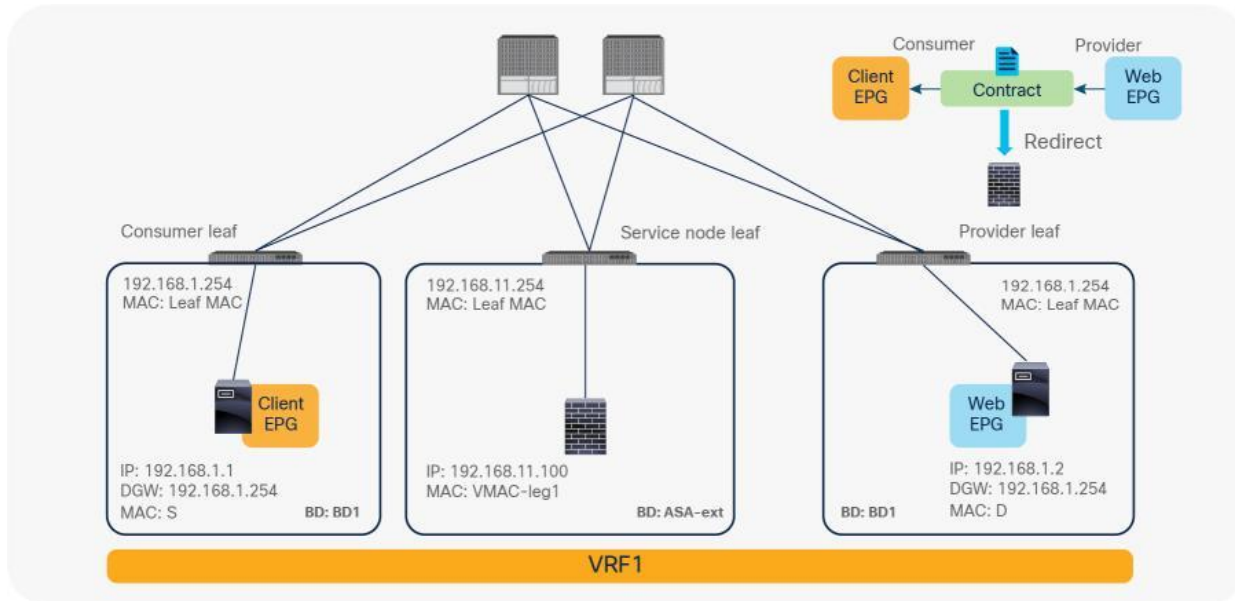 Consumer
Provider
Client
EPG
Contract
Web
EPG
Redirect
Consumer leaf
Service node leaf
Provider leaf
192.168.1.254
MAC: Leaf MAC
192.168.11.254
MAC: Leaf MAC
192.168.1.254
MAC: Leaf MAC
Client
EPG
Web
EPG
IP: 192.168.1.1
DGW: 192.168.1.254
MAC: S
BD: BD1
IP: 192.168.11.100
MAC: VMAC-leg1
BD: ASA-ext
IP: 192.168.1.2
DGW: 192.168.1.254
MAC: D
BD: BD1
VRF1